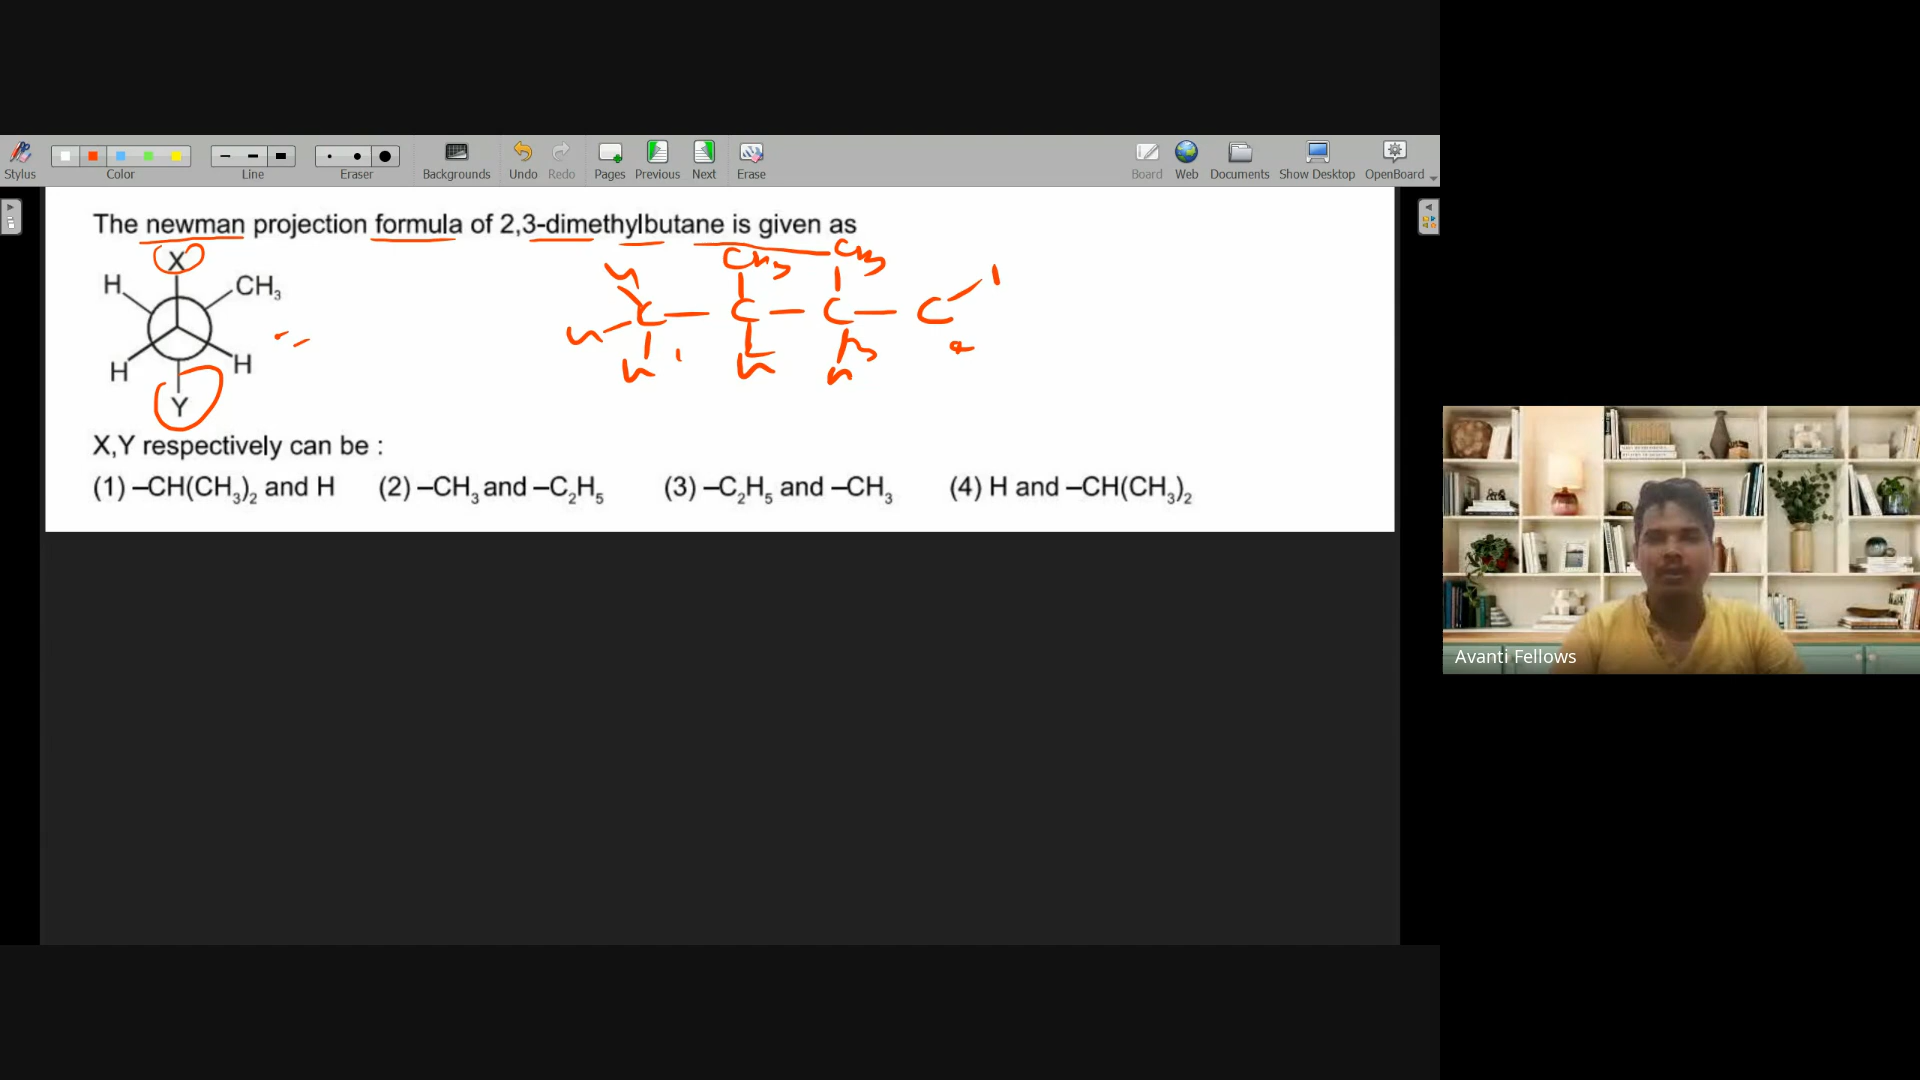 Stylus Color Line Eraser Backgrounds Undo Redo Pages Previous Next Erase Board Web Documents Show Desktop OpenBoard
The newman projection formula of 2,3-dimethylbutane is given as
X
H CH₃
H H
Y
CH₃ CH₃
C C C C
X,Y respectively can be :
(1) –CH(CH₃)₂ and H (2) –CH₃ and –C₂H₅ (3) –C₂H₅ and –CH₃ (4) H and –CH(CH₃)₂
Avanti Fellows